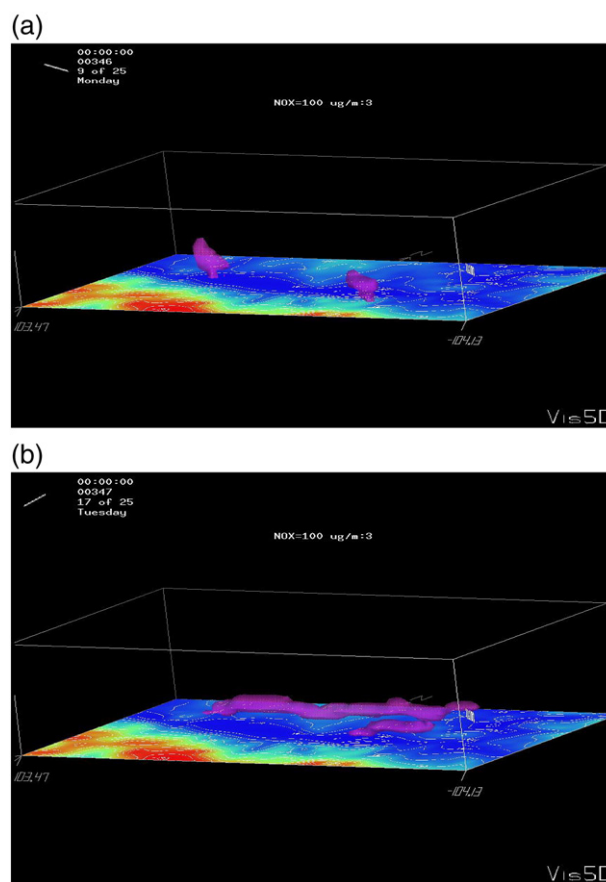 (a)
00:00:00
00346
9 of 25
Monday
NOX=100 ug/m:3
103.47
-104.13
Vis5D
(b)
00:00:00
00347
17 of 25
Tuesday
NOX=100 ug/m:3
103.47
-104.13
Vis5D